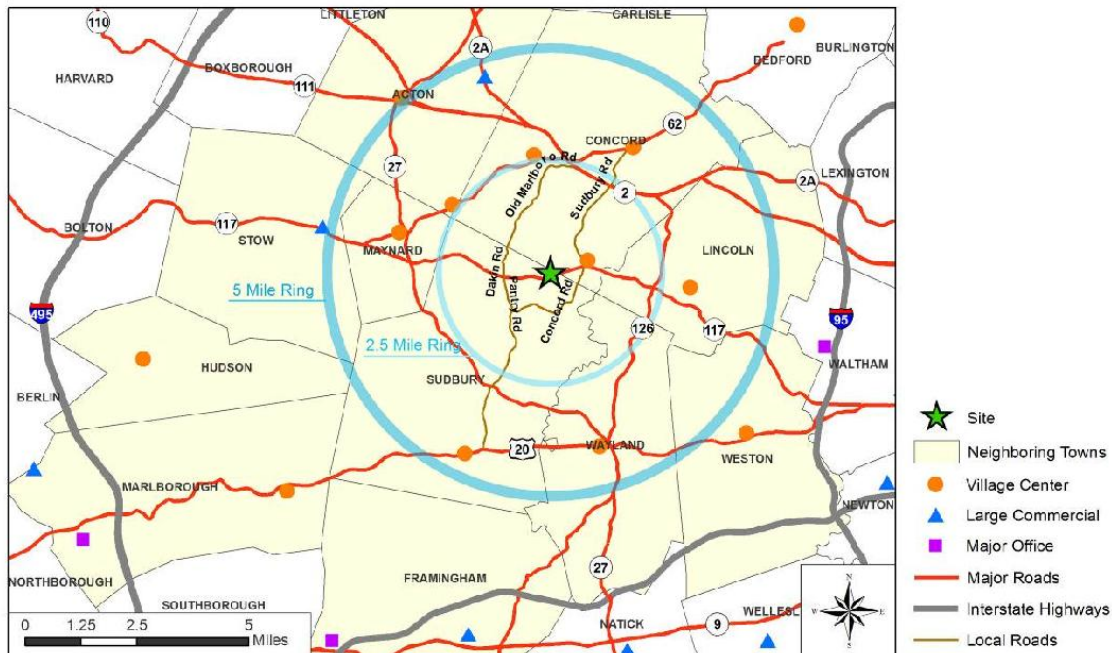 LITTLETON
CARLISLE
110
2A
BURLINGTON
BEDFORD
HARVARD
BOXBOROUGH
111
ACTON
62
CONCORD
27
Old Marlboro Rd
Sudbury Rd
2
2A
LEXINGTON
BOLTON
117
STOW
MAYNARD
LINCOLN
Dakin Rd
Pantry Rd
Concord Rd
5 Mile Ring
495
126
117
95
2.5 Mile Ring
WALTHAM
HUDSON
SUDBURY
BERLIN
20
WAYLAND
WESTON
MARLBOROUGH
NEWTON
27
NORTHBOROUGH
FRAMINGHAM
SOUTHBOROUGH
NATICK
9
WELLESL
0 1.25 2.5 5
Miles
N
W E
S
Site
Neighboring Towns
Village Center
Large Commercial
Major Office
Major Roads
Interstate Highways
Local Roads